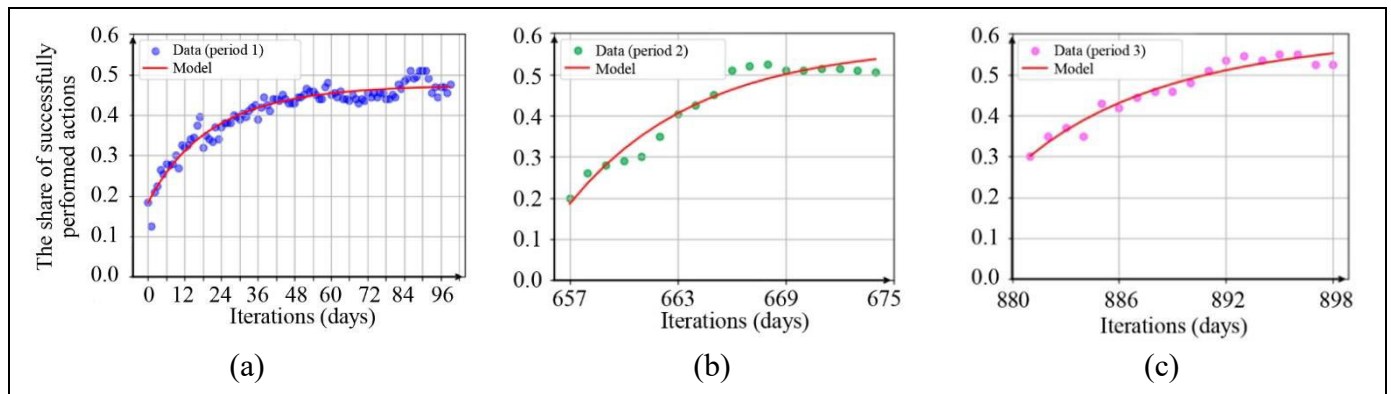 The share of successfully
performed actions
0.6
0.5
0.4
0.3
0.2
0.1
0.0
Data (period 1)
Model
0 12 24 36 48 60 72 84 96
Iterations (days)
(a)
0.6
0.5
0.4
0.3
0.2
0.1
0.0
Data (period 2)
Model
657 663 669 675
Iterations (days)
(b)
0.6
0.5
0.4
0.3
0.2
0.1
0.0
Data (period 3)
Model
880 886 892 898
Iterations (days)
(c)